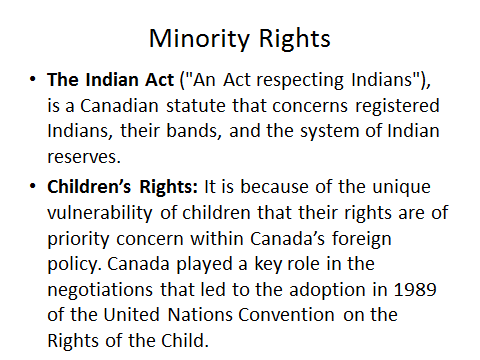 Minority Rights
• The Indian Act ("An Act respecting Indians"),
is a Canadian statute that concerns registered
Indians, their bands, and the system of Indian
reserves.
• Children’s Rights: It is because of the unique
vulnerability of children that their rights are of
priority concern within Canada’s foreign
policy. Canada played a key role in the
negotiations that led to the adoption in 1989
of the United Nations Convention on the
Rights of the Child.